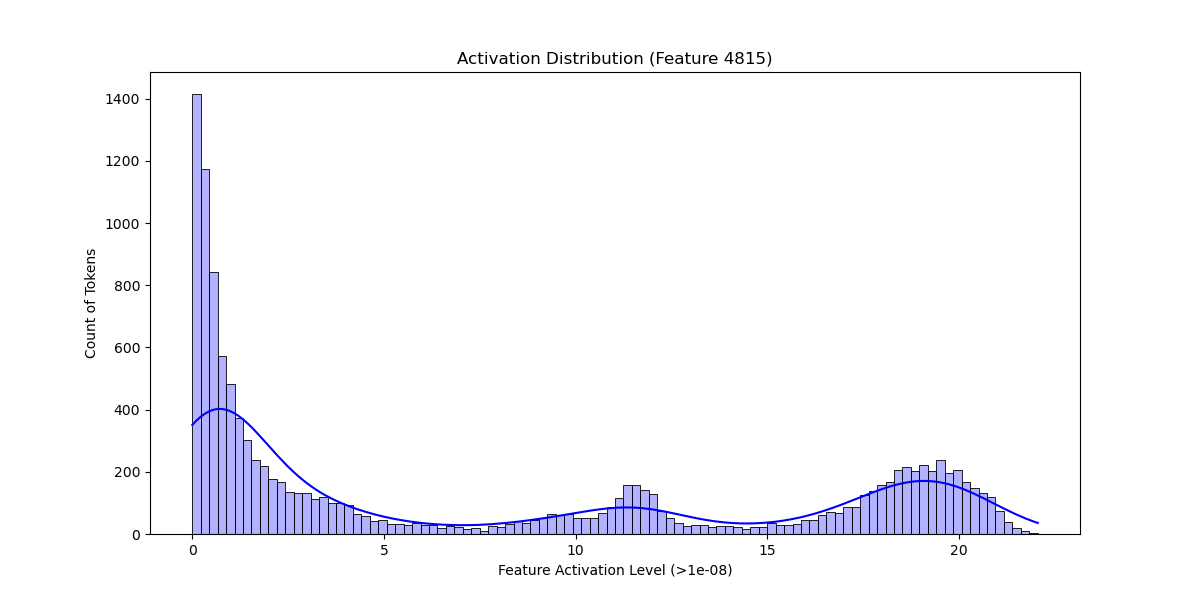 Activation Distribution (Feature 4815)
1400
1200
1000
800
600
400
200
0
Count of Tokens
0 5 10 15 20
Feature Activation Level (>1e-08)